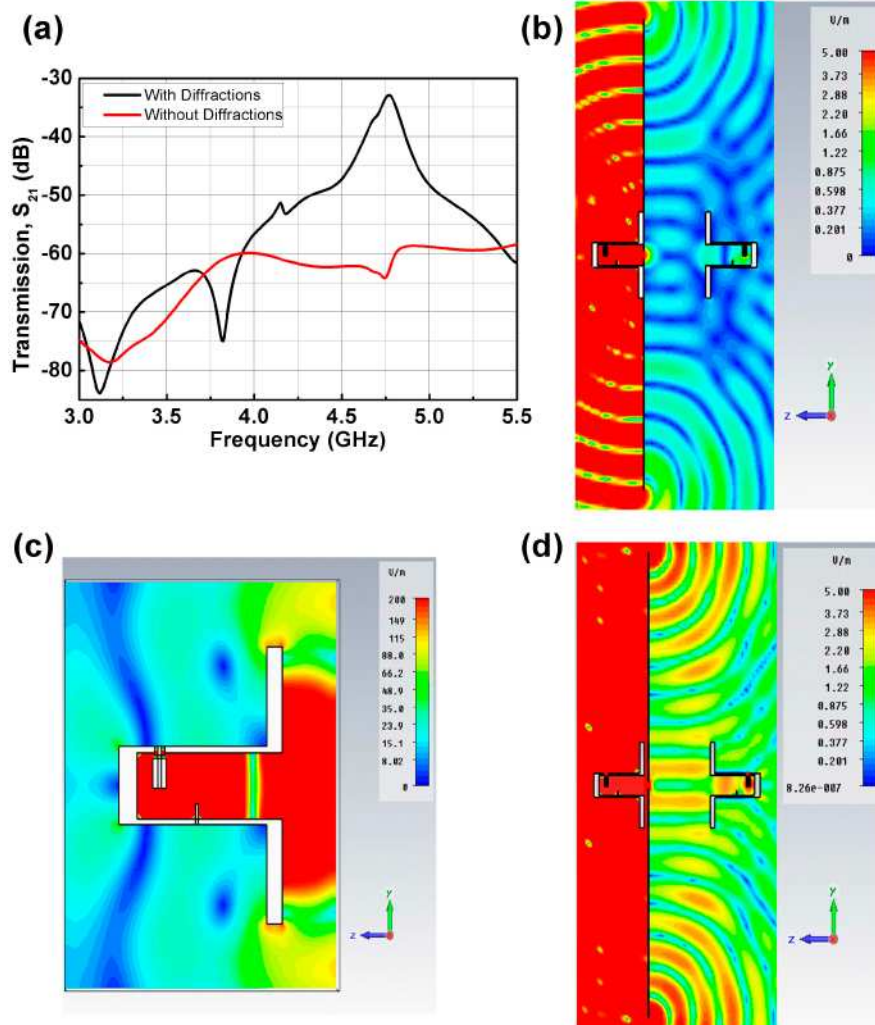 (a)
-30
-40
-50
-60
-70
-80
Transmission, S21 (dB)
With Diffractions
Without Diffractions
3.0 3.5 4.0 4.5 5.0 5.5
Frequency (GHz)
(b)
V/m
5.00
3.73
2.88
2.20
1.66
1.22
0.875
0.598
0.377
0.201
0
y
z
x
(c)
V/m
200
149
115
88.0
66.2
48.9
35.0
23.9
15.1
8.02
0
y
z
(d)
V/m
5.00
3.73
2.88
2.20
1.66
1.22
0.875
0.598
0.377
0.201
8.26e-007
y
z